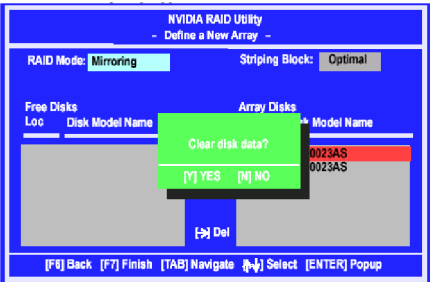 NVIDIA RAID Utility
- Define a New Array -
RAID Mode: Mirroring Striping Block: Optimal
Free Disks Array Disks
Loc Disk Model Name Model Name
Clear disk data?
0023AS
0023AS
[Y] YES [N] NO
[→] Del
[F6] Back [F7] Finish [TAB] Navigate [↑↓] Select [ENTER] Popup